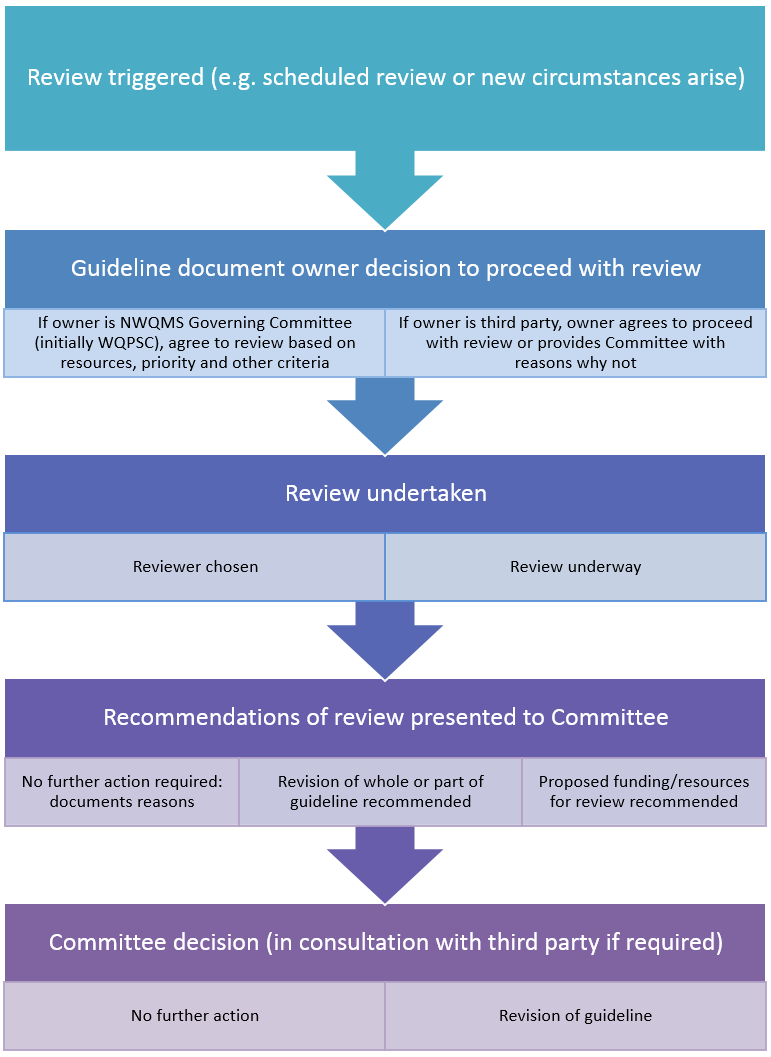 Review triggered (e.g. scheduled review or new circumstances arise)
Guideline document owner decision to proceed with review
If owner is NWQMS Governing Committee
(initially WQPSC), agree to review based on
resources, priority and other criteria
If owner is third party, owner agrees to proceed
with review or provides Committee with
reasons why not
Review undertaken
Reviewer chosen
Review underway
Recommendations of review presented to Committee
No further action required:
documents reasons
Revision of whole or part of
guideline recommended
Proposed funding/resources
for review recommended
Committee decision (in consultation with third party if required)
No further action
Revision of guideline